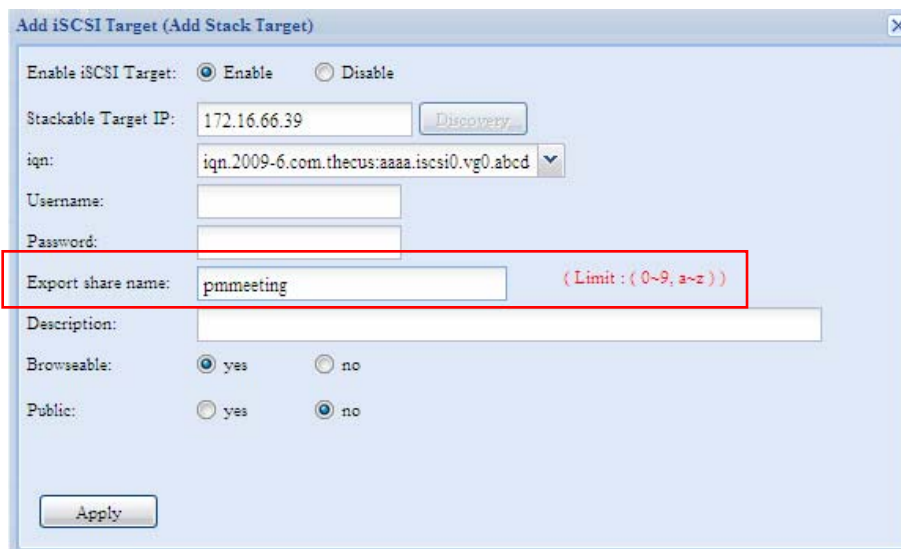 Add iSCSI Target (Add Stack Target)
Enable iSCSI Target: Enable Disable
Stackable Target IP: 172.16.66.39 Discovery
iqn: iqn.2009-6.com.thecus:aaaa.iscsi0.vg0.abcd
Username:
Password:
Export share name: pmmeeting ( Limit : ( 0~9, a~z ) )
Description:
Browseable: yes no
Public: yes no
Apply